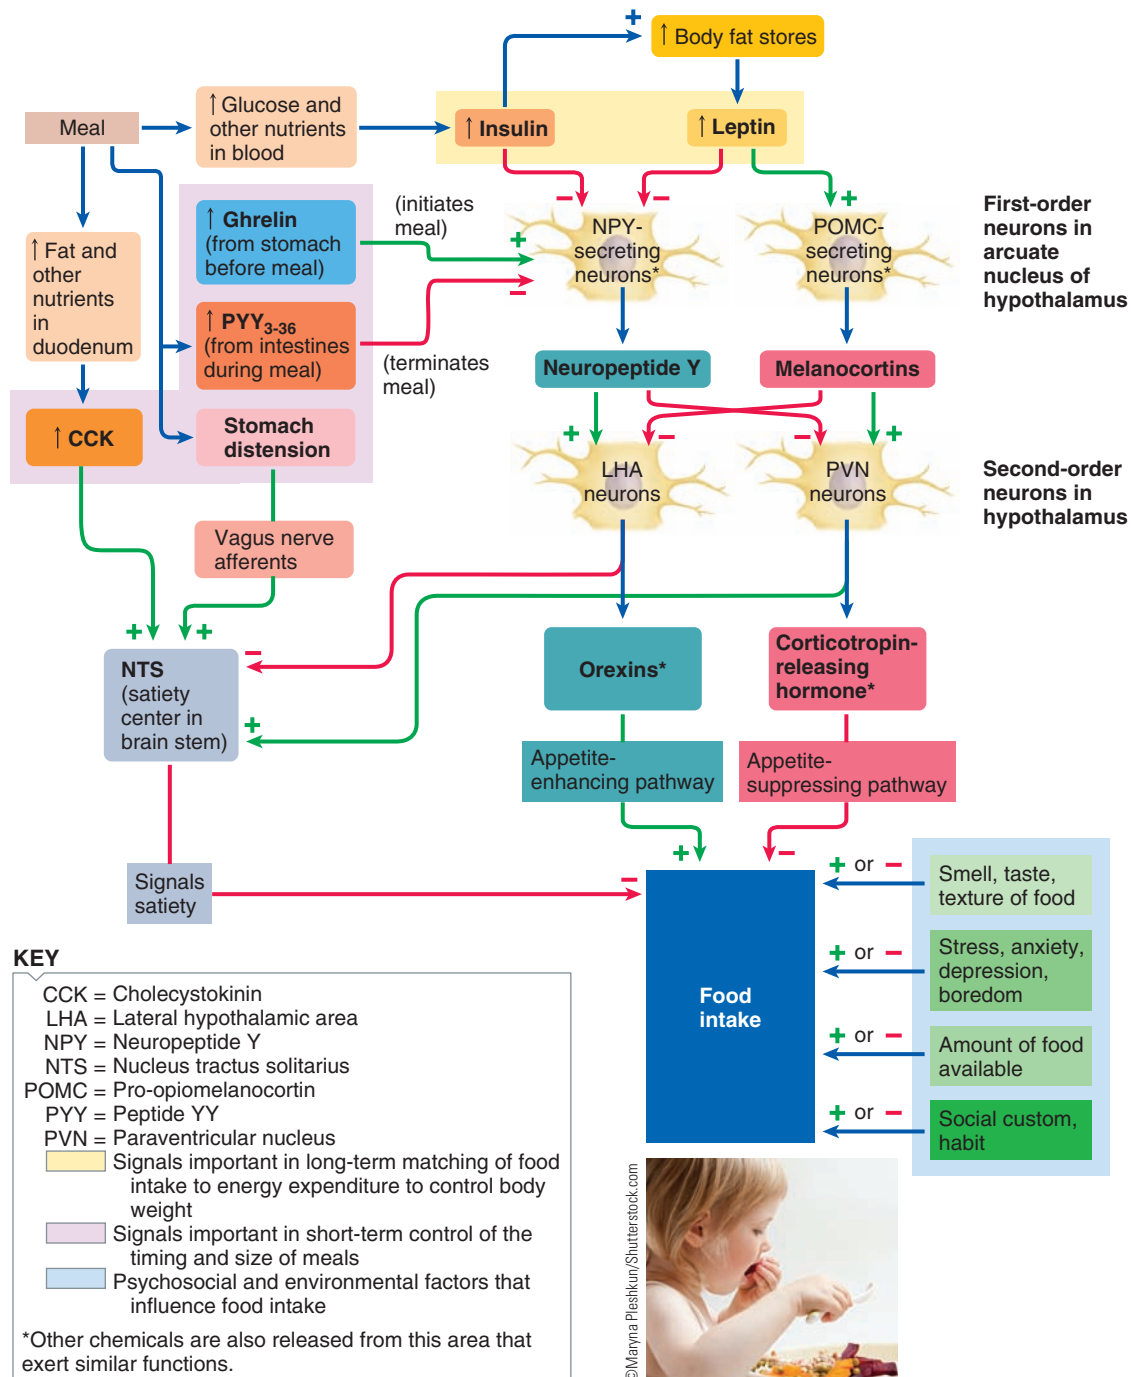 +
↑ Body fat stores
Meal
↑ Glucose and
other nutrients
in blood
↑ Insulin
↑ Leptin
− − +
↑ Ghrelin
(from stomach
before meal)
(initiates
meal)
+
NPY-
secreting
neurons*
POMC-
secreting
neurons*
First-order
neurons in
arcuate
nucleus of
hypothalamus
↑ Fat and
other
nutrients
in
duodenum
↑ PYY3-36
(from intestines
during meal)
−
(terminates
meal)
Neuropeptide Y
Melanocortins
↑ CCK
Stomach
distension
+ − − +
LHA
neurons
PVN
neurons
Second-order
neurons in
hypothalamus
Vagus nerve
afferents
+ +
NTS
(satiety
center in
brain stem)
−
+
Orexins*
Corticotropin-
releasing
hormone*
Appetite-
enhancing pathway
Appetite-
suppressing pathway
+ −
Signals
satiety
−
Food
intake
+ or −
Smell, taste,
texture of food
+ or −
Stress, anxiety,
depression,
boredom
+ or −
Amount of food
available
+ or −
Social custom,
habit
KEY
CCK = Cholecystokinin
LHA = Lateral hypothalamic area
NPY = Neuropeptide Y
NTS = Nucleus tractus solitarius
POMC = Pro-opiomelanocortin
PYY = Peptide YY
PVN = Paraventricular nucleus
Signals important in long-term matching of food
intake to energy expenditure to control body
weight
Signals important in short-term control of the
timing and size of meals
Psychosocial and environmental factors that
influence food intake
*Other chemicals are also released from this area that
exert similar functions.
©Maryna Pleshkun/Shutterstock.com